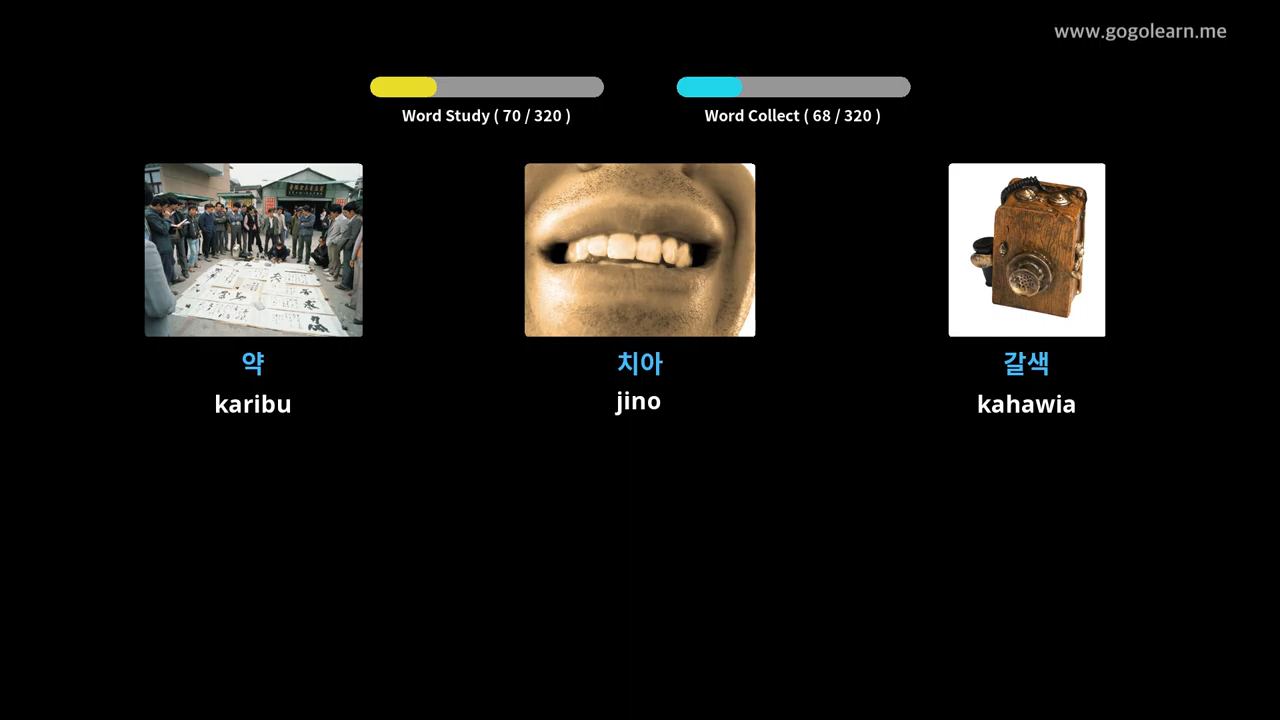 www.gogolearn.me
Word Study ( 70 / 320 )
Word Collect ( 68 / 320 )
약
치아
갈색
karibu
jino
kahawia